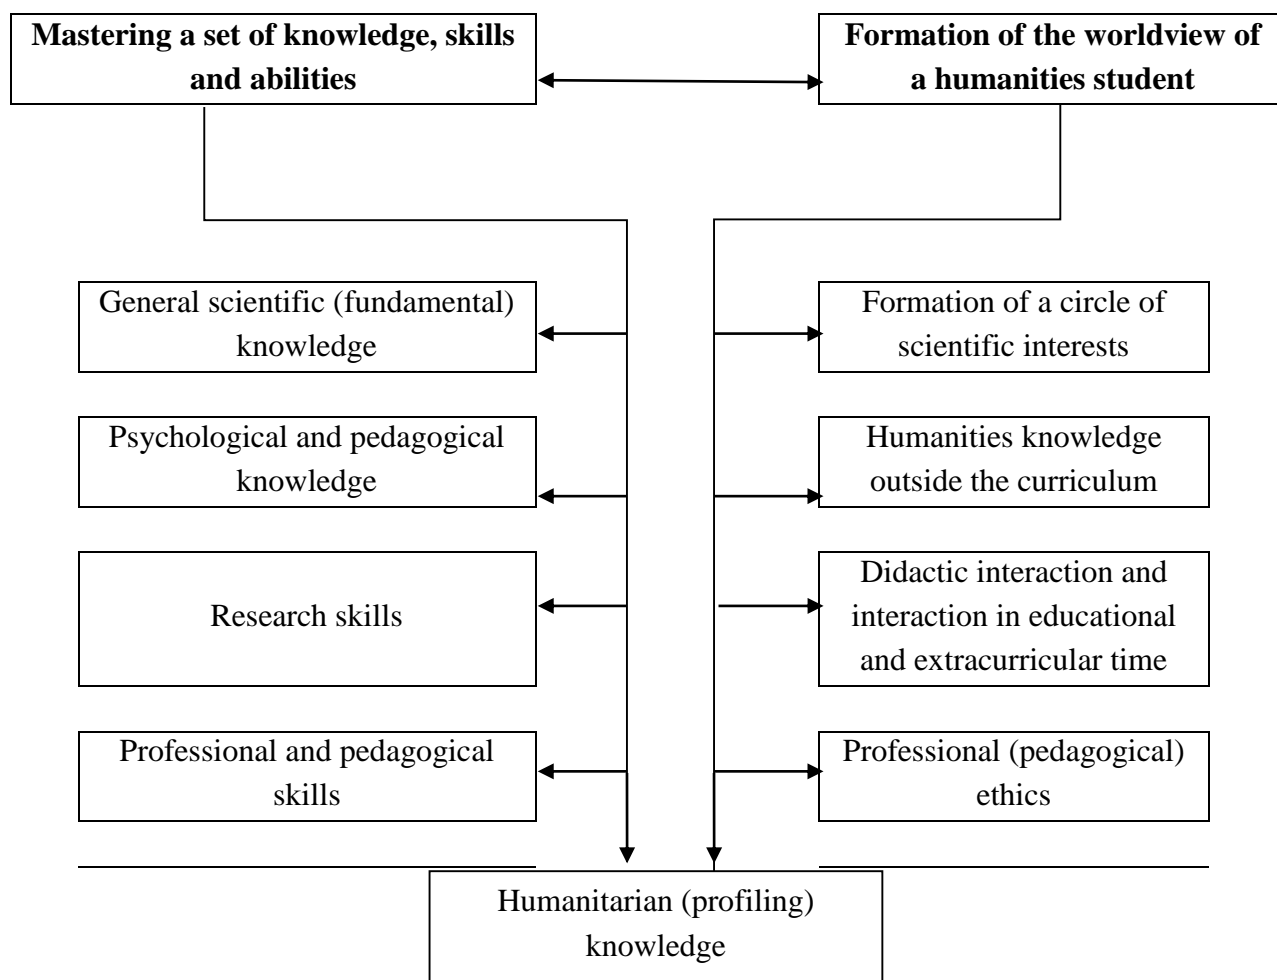 Mastering a set of knowledge, skills
and abilities
Formation of the worldview of
a humanities student
General scientific (fundamental)
knowledge
Formation of a circle of
scientific interests
Psychological and pedagogical
knowledge
Humanities knowledge
outside the curriculum
Research skills
Didactic interaction and
interaction in educational
and extracurricular time
Professional and pedagogical
skills
Professional (pedagogical)
ethics
Humanitarian (profiling)
knowledge